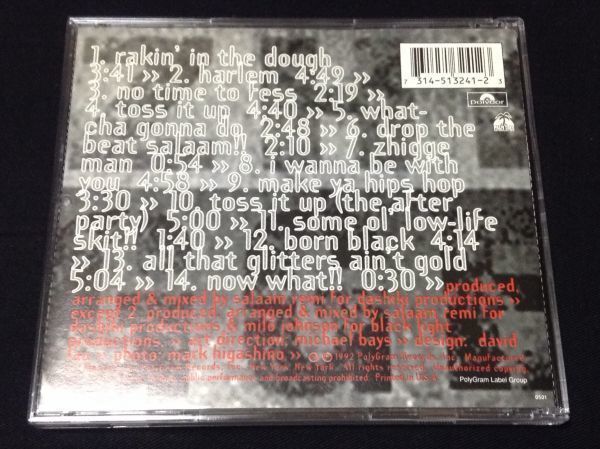 1. rakin' in the dough
3:41 >> 2. harlem 4:49 >>
3. no time to fess 2:19 >>
4. toss it up 4:40 >> 5. what-
cha gonna do 2:48 >> 6. drop the
beat salaam!! 2:10 >> 7. zhigge
man 0:54 >> 8. i wanna be with
you 4:58 >> 9. make ya hips hop
3:30 >> 10. toss it up (the after
party) 5:00 >> 11. some ol' low-life
skit!! 1:40 >> 12. born black 4:14
>> 13. all that glitters ain't gold
5:04 >> 14. now what!! 0:30 >> produced,
arranged & mixed by salaam remi for dashiki productions >>
except 2. produced, arranged & mixed by salaam remi for
dashiki productions & milo johnson for black light
productions. >> art direction: michael bays >> design: david
>> photo: mark higashino >> ℗ © 1992 PolyGram Records, Inc. Manufactured
PolyGram Records, Inc., New York, New York. All rights reserved. Unauthorized copying,
public performance and broadcasting prohibited. Printed in U.S.A.
7 314-513241-2 3
Polydor
PolyGram Label Group
0501